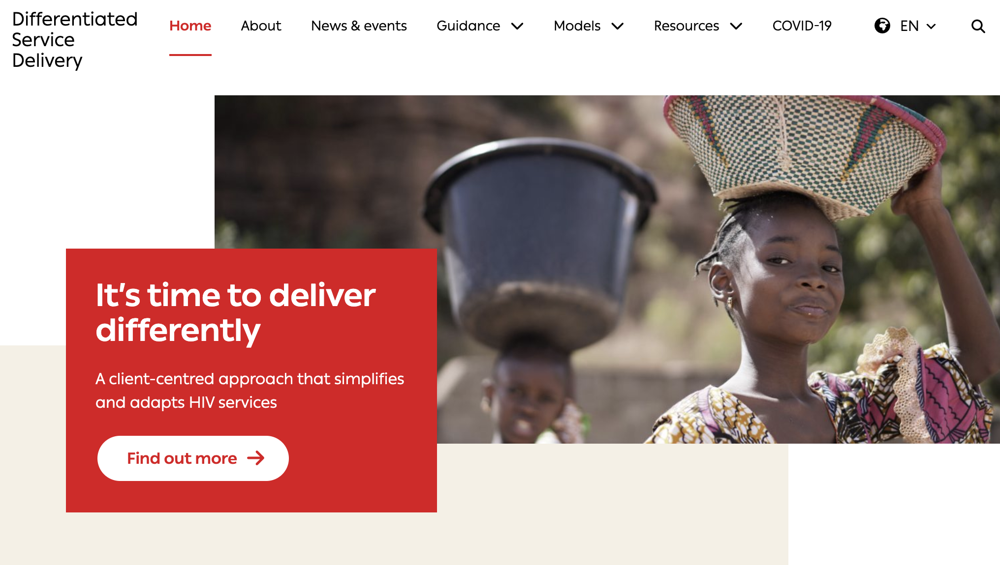 Differentiated
Service
Delivery
Home
About
News & events
Guidance
Models
Resources
COVID-19
EN
It's time to deliver
differently
A client-centred approach that simplifies
and adapts HIV services
Find out more